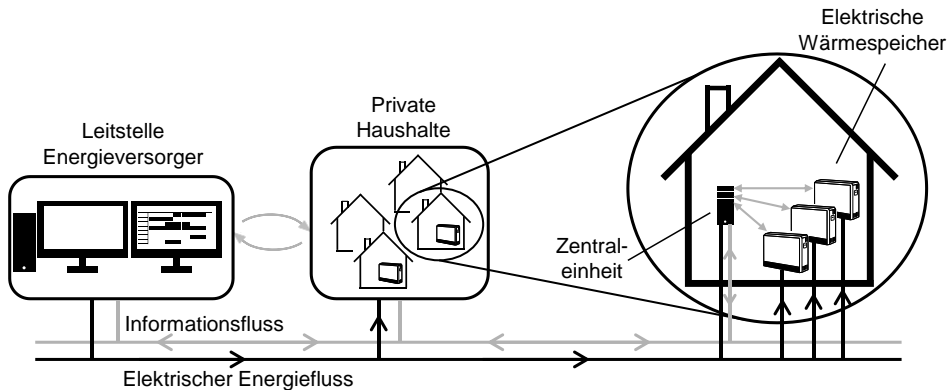 Elektrische
Wärmespeicher
Private
Haushalte
Leitstelle
Energieversorger
Zentral-
einheit
Informationsfluss
Elektrischer Energiefluss